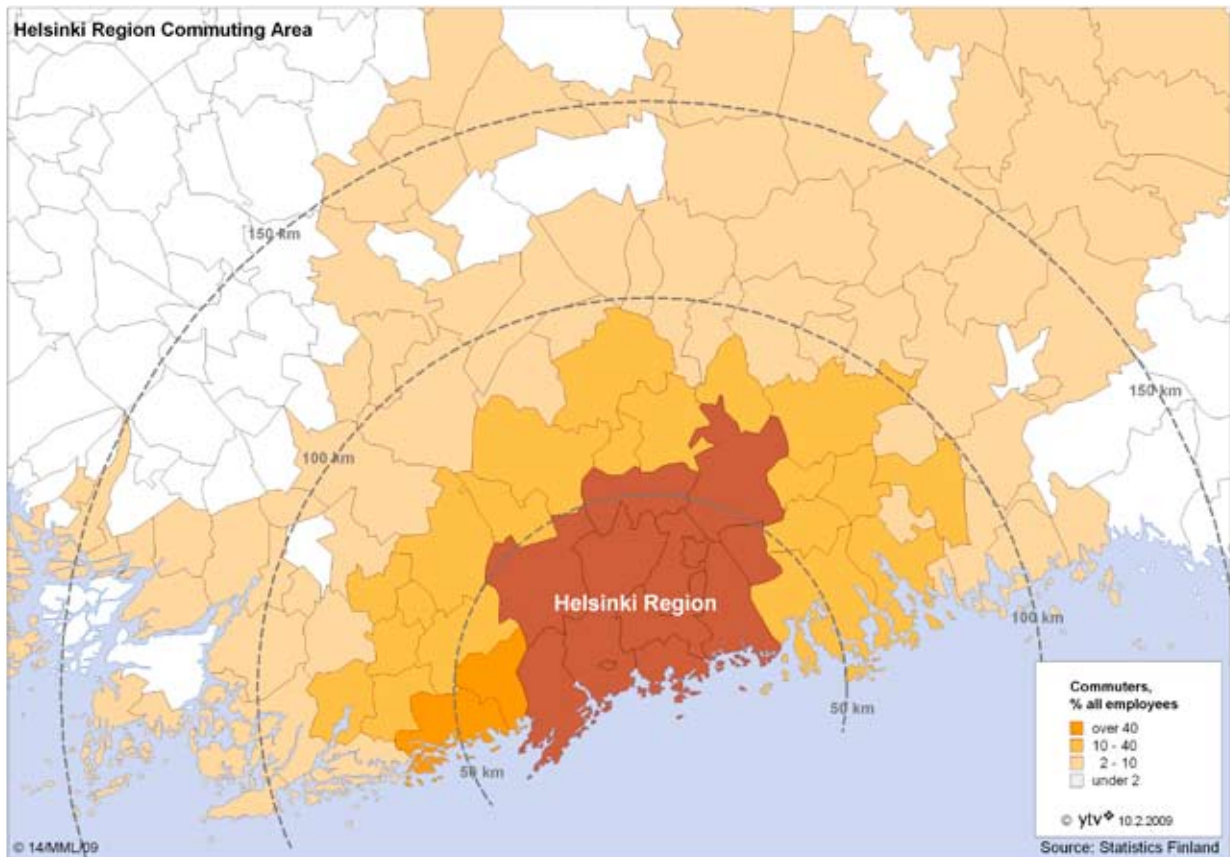 Helsinki Region Commuting Area
150 km
150 km
100 km
Helsinki Region
100 km
50 km
50 km
Commuters,
% all employees
over 40
10 - 40
2 - 10
under 2
© ytv 10.2.2009
© 14/MML/09
Source: Statistics Finland